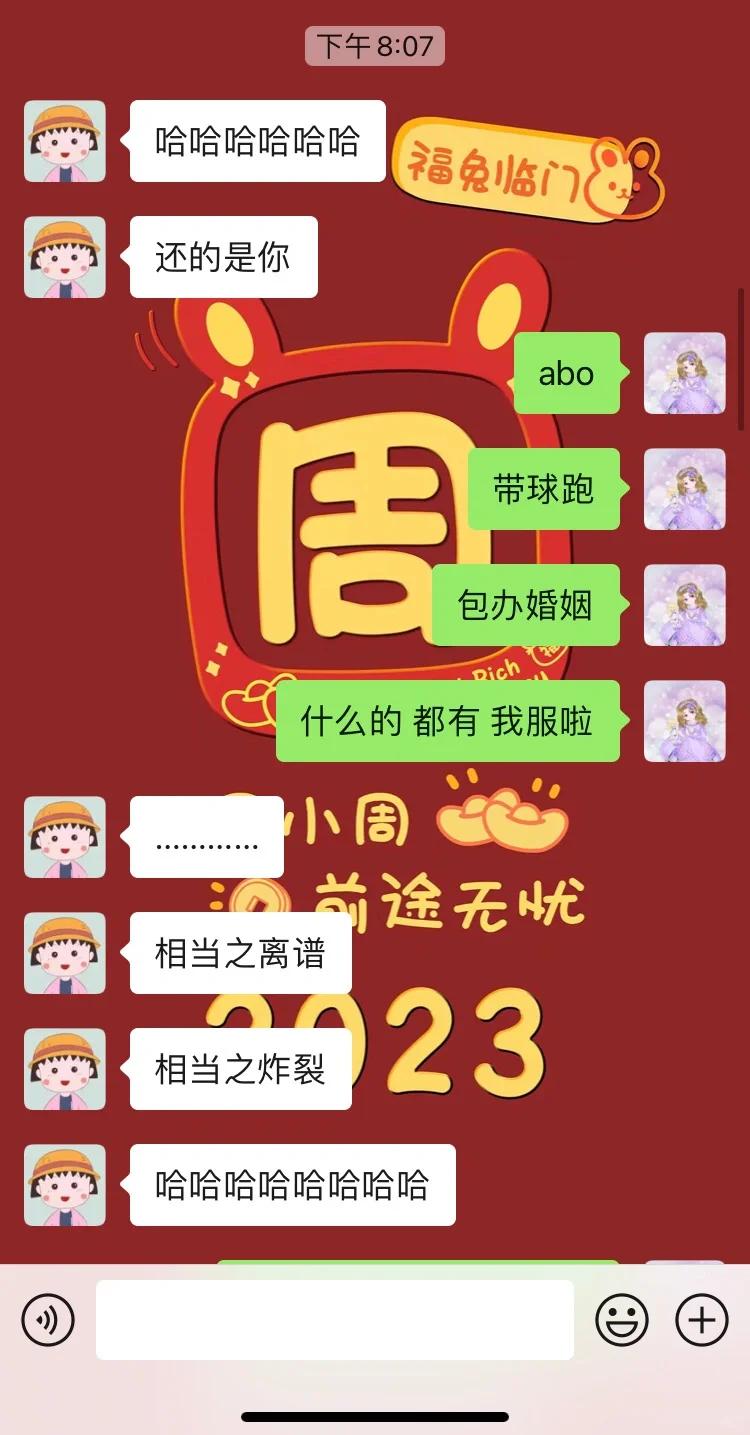 下午8:07
哈哈哈哈哈哈
福兔临门
还的是你
abo
带球跑
周
包办婚姻
Rich
什么的 都有 我服啦
…………
小周
前途无忧
相当之离谱
2023
相当之炸裂
哈哈哈哈哈哈哈哈